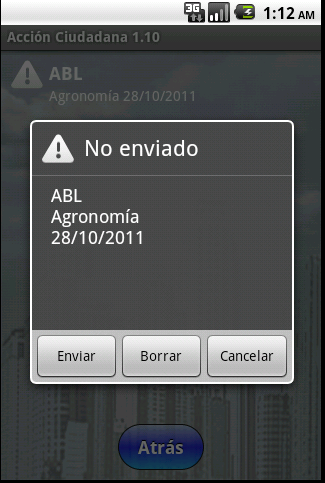 3G 1:12 AM
Acción Ciudadana 1.10
ABL
Agronomía 28/10/2011
No enviado
ABL
Agronomía
28/10/2011
Enviar Borrar Cancelar
Atrás